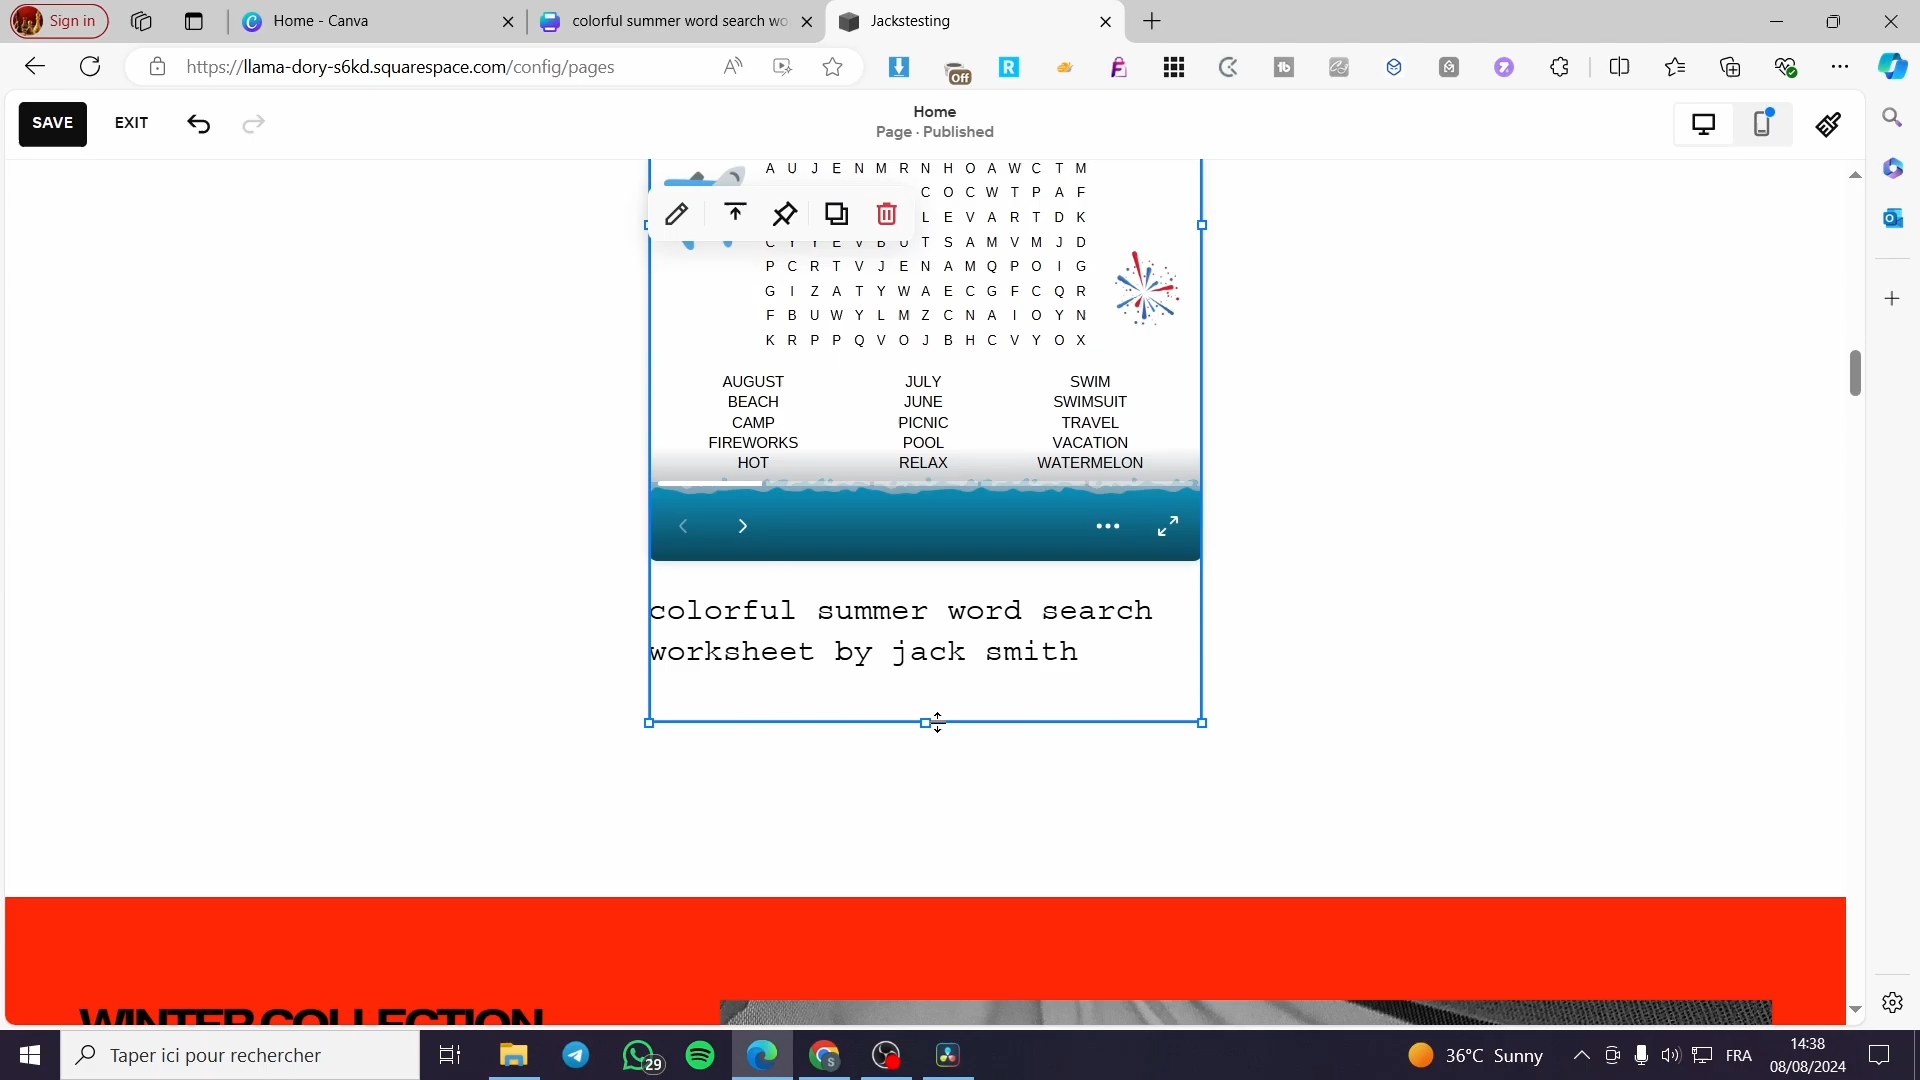 Sign in
Home - Canva
colorful summer word search wo
Jackstesting
https://llama-dory-s6kd.squarespace.com/config/pages
Off
SAVE
EXIT
Home
Page · Published
A U J E N M R N H O A W C T M
C O C W T P A F
L E V A R T D K
C Y Y E V B U T S A M V M J D
P C R T V J E N A M Q P O I G
G I Z A T Y W A E C G F C Q R
F B U W Y L M Z C N A I O Y N
K R P P Q V O J B H C V Y O X
AUGUST JULY SWIM
BEACH JUNE SWIMSUIT
CAMP PICNIC TRAVEL
FIREWORKS POOL VACATION
HOT RELAX WATERMELON
colorful summer word search
worksheet by jack smith
WINTER COLLECTION
Taper ici pour rechercher
29
36°C Sunny
FRA
14:38
08/08/2024